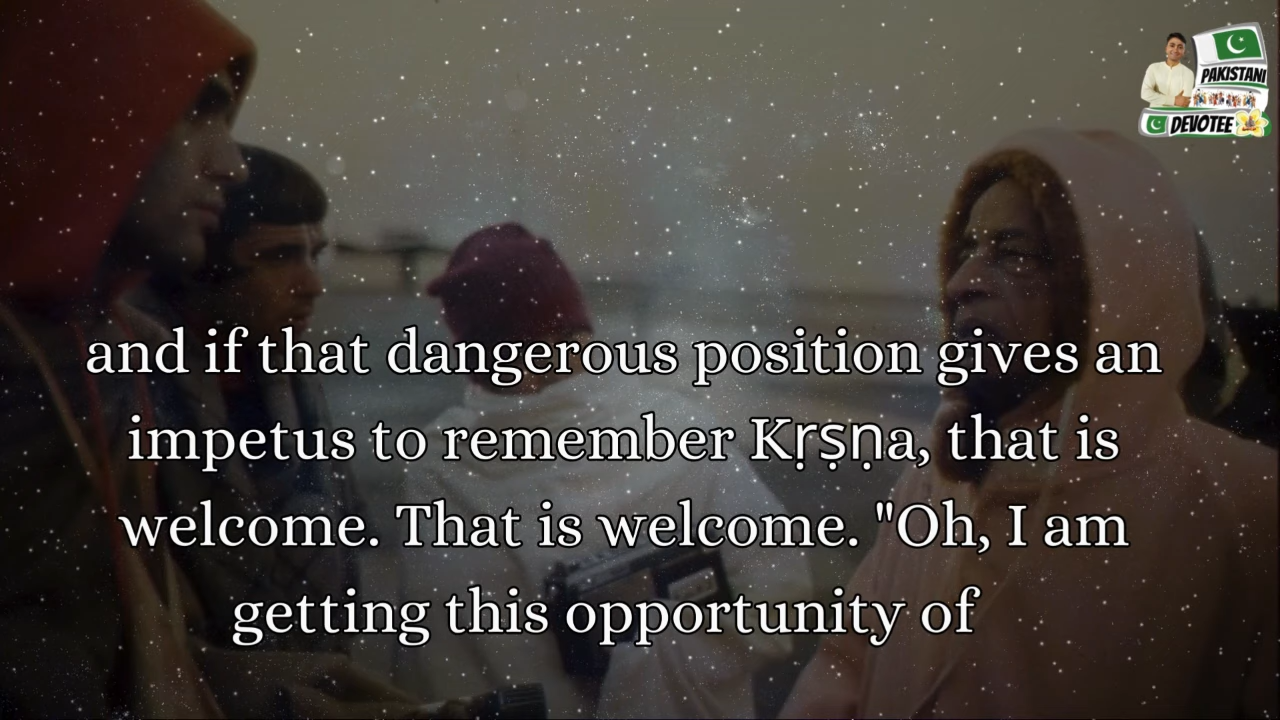 PAKISTANI
DEVOTEE
and if that dangerous position gives an
impetus to remember Kṛṣṇa, that is
welcome. That is welcome. "Oh, I am
getting this opportunity of